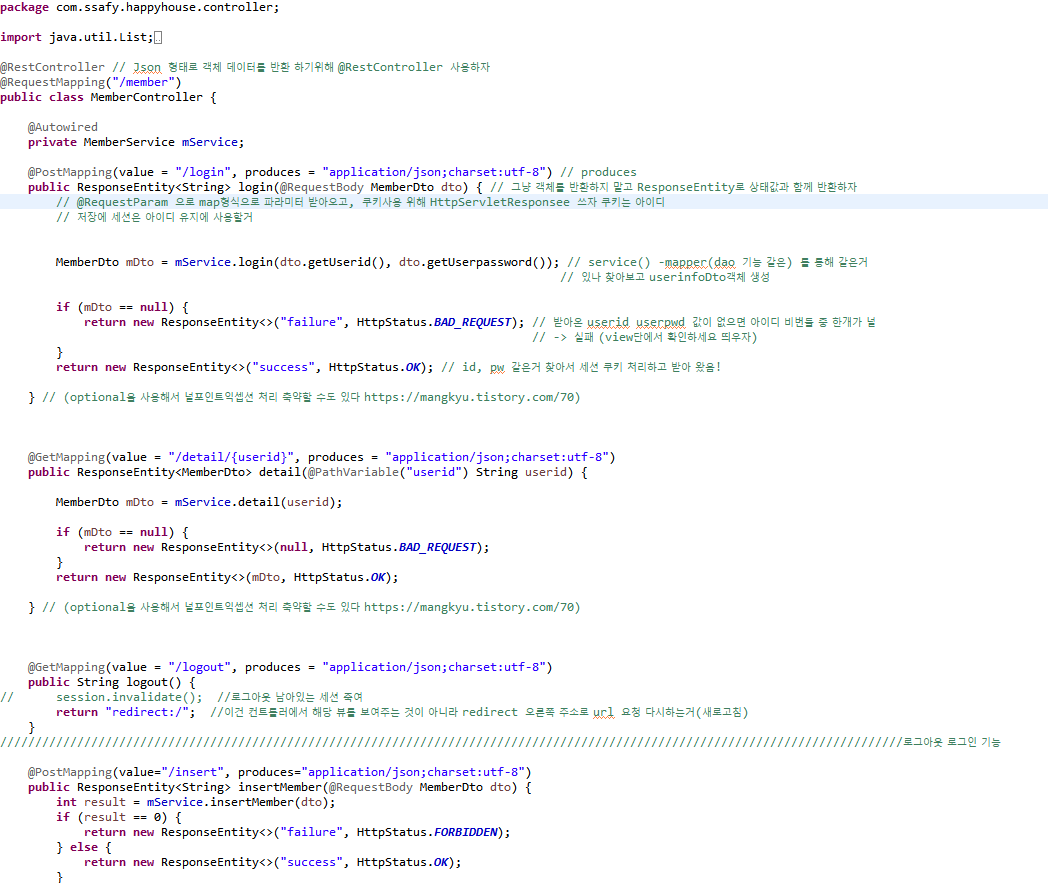 package com.ssafy.happyhouse.controller;
import java.util.List;
@RestController // Json 형태로 객체 데이터를 반환 하기위해 @RestController 사용하자
@RequestMapping("/member")
public class MemberController {
@Autowired
private MemberService mService;
@PostMapping(value = "/login", produces = "application/json;charset:utf-8") // produces
public ResponseEntity<String> login(@RequestBody MemberDto dto) { // 그냥 객체를 반환하지 말고 ResponseEntity로 상태값과 함께 반환하자
// @RequestParam 으로 map형식으로 파라미터 받아오고, 쿠키사용 위해 HttpServletResponsee 쓰자 쿠키는 아이디
// 저장에 세션은 아이디 유지에 사용할거
MemberDto mDto = mService.login(dto.getUserid(), dto.getUserpassword()); // service() -mapper(dao 기능 같은) 를 통해 같은거
// 있나 찾아보고 userinfoDto객체 생성
if (mDto == null) {
return new ResponseEntity<>("failure", HttpStatus.BAD_REQUEST); // 받아온 userid userpwd 값이 없으면 아이디 비번들 중 한개가 널
// -> 실패 (view단에서 확인하세요 띄우자)
}
return new ResponseEntity<>("success", HttpStatus.OK); // id, pw 같은거 찾아서 세션 쿠키 처리하고 받아 왔음!
} // (optional을 사용해서 널포인트익셉션 처리 축약할 수도 있다 https://mangkyu.tistory.com/70)
@GetMapping(value = "/detail/{userid}", produces = "application/json;charset:utf-8")
public ResponseEntity<MemberDto> detail(@PathVariable("userid") String userid) {
MemberDto mDto = mService.detail(userid);
if (mDto == null) {
return new ResponseEntity<>(null, HttpStatus.BAD_REQUEST);
}
return new ResponseEntity<>(mDto, HttpStatus.OK);
} // (optional을 사용해서 널포인트익셉션 처리 축약할 수도 있다 https://mangkyu.tistory.com/70)
@GetMapping(value = "/logout", produces = "application/json;charset:utf-8")
public String logout() {
// session.invalidate(); //로그아웃 남아있는 세션 죽여
return "redirect:/"; //이건 컨트롤러에서 해당 뷰를 보여주는 것이 아니라 redirect 오른쪽 주소로 url 요청 다시하는거(새로고침)
}
/////////////////////////////////////////////////////////////////////////////////////////////////////////////////////////////////로그아웃 로그인 기능
@PostMapping(value="/insert", produces="application/json;charset:utf-8")
public ResponseEntity<String> insertMember(@RequestBody MemberDto dto) {
int result = mService.insertMember(dto);
if (result == 0) {
return new ResponseEntity<>("failure", HttpStatus.FORBIDDEN);
} else {
return new ResponseEntity<>("success", HttpStatus.OK);
}